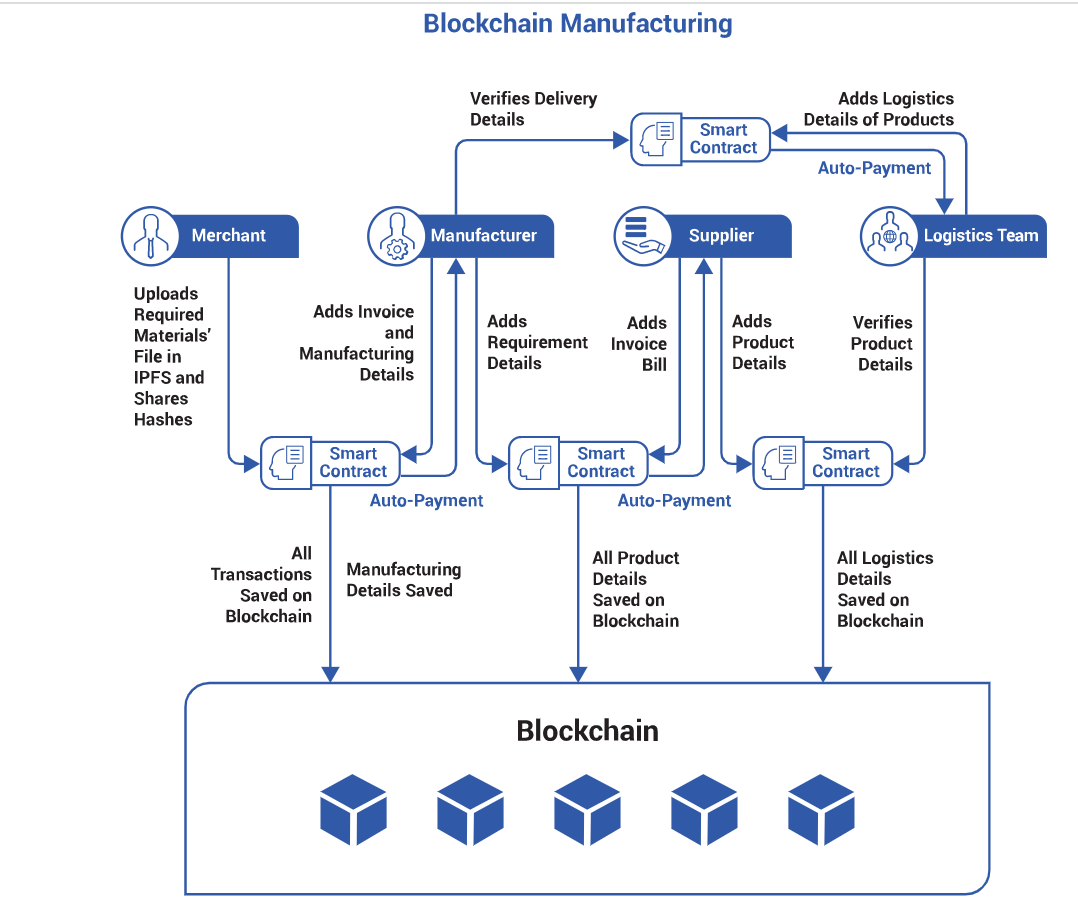 Blockchain Manufacturing
Verifies Delivery
Details
Smart
Contract
Adds Logistics
Details of Products
Auto-Payment
Merchant
Manufacturer
Supplier
Logistics Team
Uploads
Required
Materials’
File in
IPFS and
Shares
Hashes
Adds Invoice
and
Manufacturing
Details
Adds
Requirement
Details
Adds
Invoice
Bill
Adds
Product
Details
Verifies
Product
Details
Smart
Contract
Auto-Payment
Smart
Contract
Auto-Payment
Smart
Contract
All
Transactions
Saved on
Blockchain
Manufacturing
Details Saved
All Product
Details
Saved on
Blockchain
All Logistics
Details
Saved on
Blockchain
Blockchain